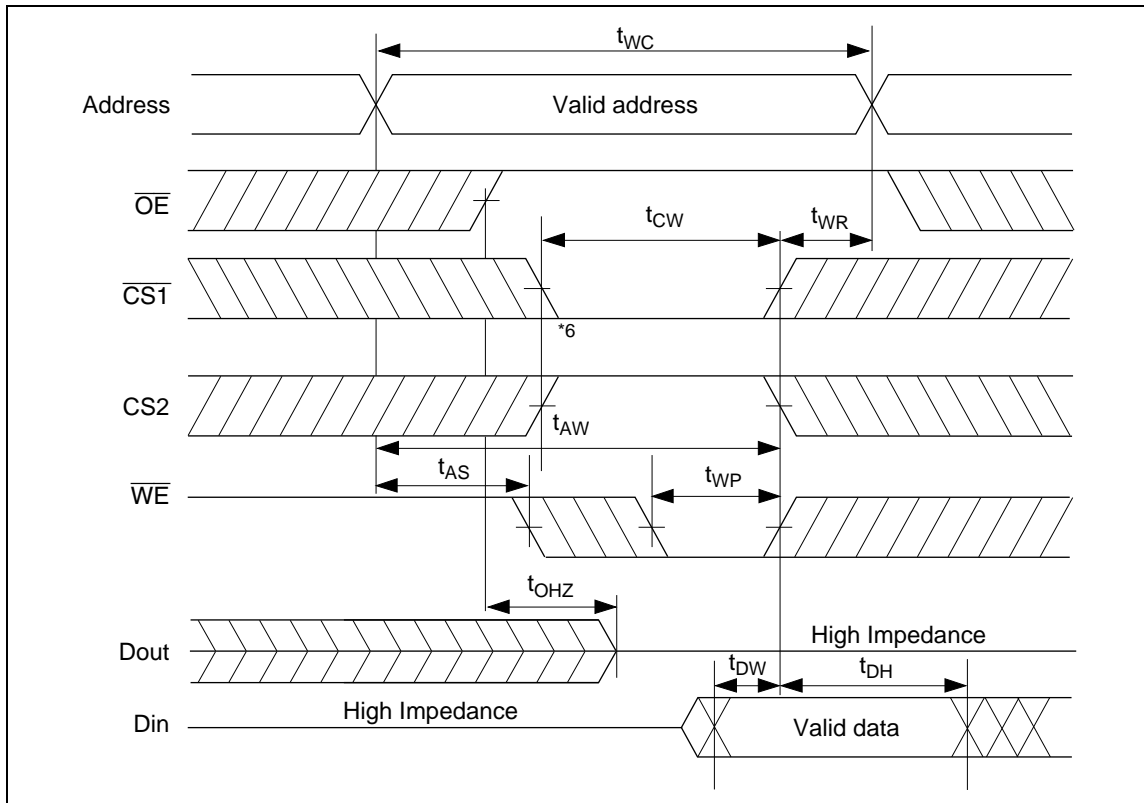 tWC
Address
Valid address
OE
tCW
tWR
CS1
*6
CS2
tAW
tAS
tWP
WE
tOHZ
High Impedance
Dout
tDW
tDH
High Impedance
Din
Valid data